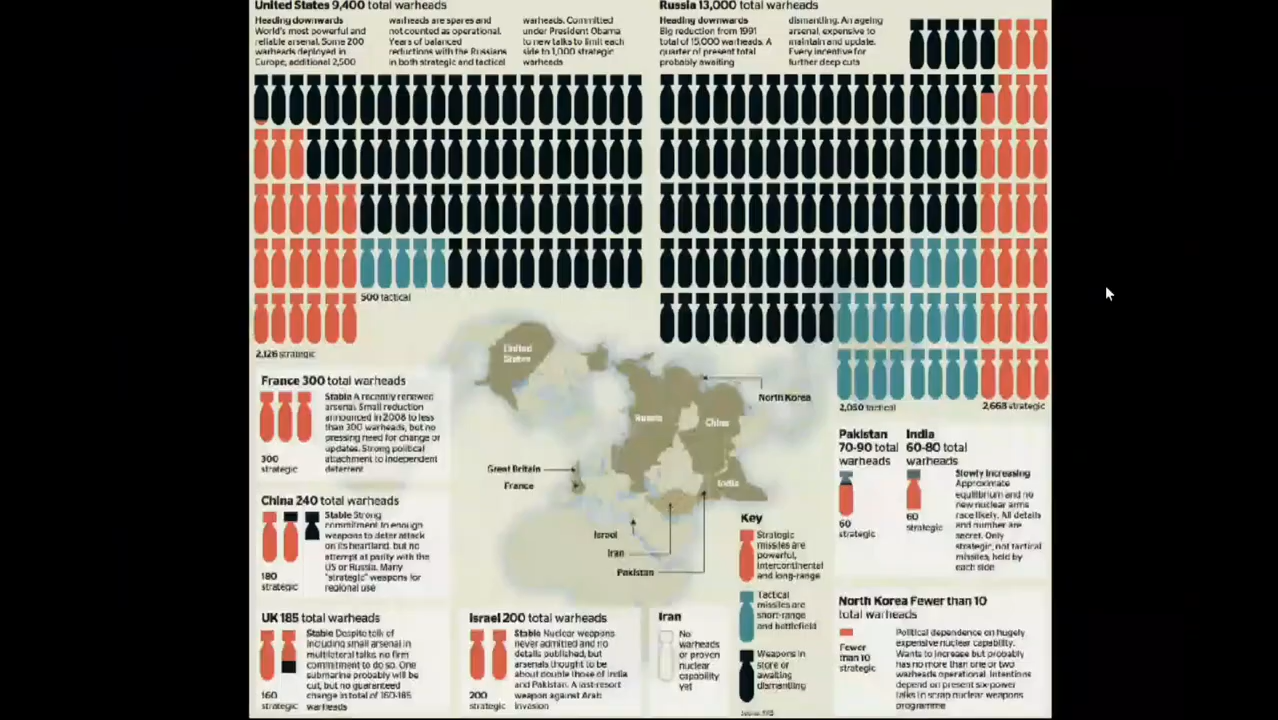 United States 9,400 total warheads
Heading downwards
World's most powerful and
reliable arsenal. Some 200
warheads deployed in
Europe, additional 2,500
warheads are spares and
not counted as operational.
Years of balanced
reductions with the Russians
in both strategic and tactical
warheads. Committed
under President Obama
to new talks to limit each
side to 1,000 strategic
warheads
Russia 13,000 total warheads
Heading downwards
Big reduction from 1991
total of 15,000 warheads. A
quarter of present total
probably awaiting
dismantling. An ageing
arsenal, expensive to
maintain and update.
Every incentive for
further deep cuts
500 tactical
2,126 strategic
2,050 tactical
2,668 strategic
France 300 total warheads
Stable A recently renewed
arsenal. Small reduction
announced in 2008 to less
than 300 warheads, but no
pressing need for change or
updates. Strong political
attachment to independent
deterrent
300
strategic
China 240 total warheads
Stable Strong
commitment to enough
weapons to deter attack
on its heartland, but no
attempt at parity with the
US or Russia. Many
"strategic" weapons for
regional use
180
strategic
UK 185 total warheads
Stable Despite talk of
including small arsenal in
multilateral talks, no firm
commitment to do so. One
submarine probably will be
cut, but no guaranteed
change in total of 160-185
warheads
160
strategic
Israel 200 total warheads
Stable Nuclear weapons
never admitted and no
details published, but
arsenals thought to be
about double those of India
and Pakistan. A last-resort
weapon against Arab
invasion
200
strategic
United
States
Russia
China
India
North Korea
Great Britain
France
Israel
Iran
Pakistan
Iran
No
warheads
or proven
nuclear
capability
yet
Key
Strategic
missiles are
powerful,
intercontinental
and long-range
Tactical
missiles are
short-range
and battlefield
Weapons in
store or
awaiting
dismantling
Pakistan
70-90 total
warheads
60
strategic
India
60-80 total
warheads
60
strategic
Slowly increasing
Approximate
equilibrium and no
new nuclear arms
race likely. All details
and number are
secret. Only
strategic, not tactical
missiles, held by
each side
North Korea Fewer than 10
total warheads
Fewer
than 10
strategic
Political dependence on hugely
expensive nuclear capability.
Wants to increase but probably
has no more than one or two
warheads operational. Intentions
depend on present six-power
talks to scrap nuclear weapons
programme